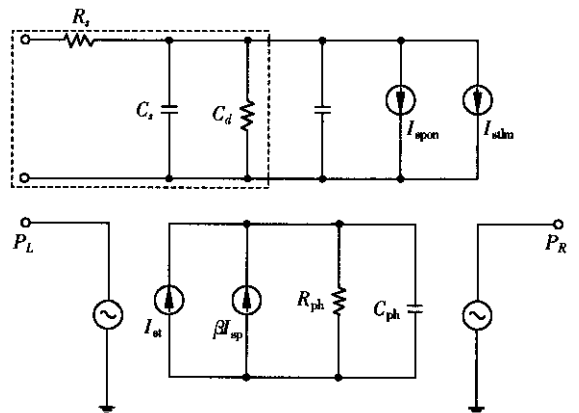 R_s
C_s
C_d
I_spon
I_stim
P_L
P_R
I_st
βI_sp
R_ph
C_ph